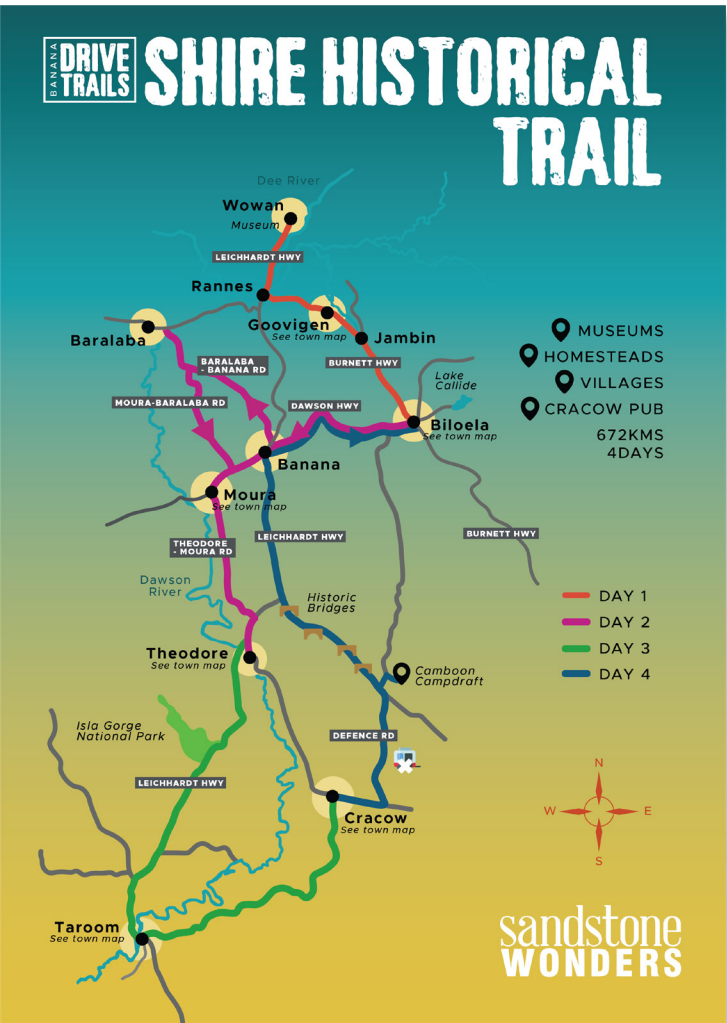 BANANA
DRIVE
TRAILS
SHIRE HISTORICAL
TRAIL
Dee River
Wowan
Museum
LEICHHARDT HWY
Rannes
Goovigen
See town map
Jambin
Baralaba
BARALABA
- BANANA RD
BURNETT HWY
MUSEUMS
HOMESTEADS
VILLAGES
CRACOW PUB
672KMS
4DAYS
Lake
Callide
MOURA-BARALABA RD
DAWSON HWY
Biloela
See town map
Banana
Moura
See town map
LEICHHARDT HWY
BURNETT HWY
THEODORE
- MOURA RD
Dawson
River
Historic
Bridges
DAY 1
DAY 2
DAY 3
DAY 4
Theodore
See town map
Camboon
Campdraft
Isla Gorge
National Park
DEFENCE RD
LEICHHARDT HWY
N
W
E
S
Cracow
See town map
Taroom
See town map
sandstone
WONDERS